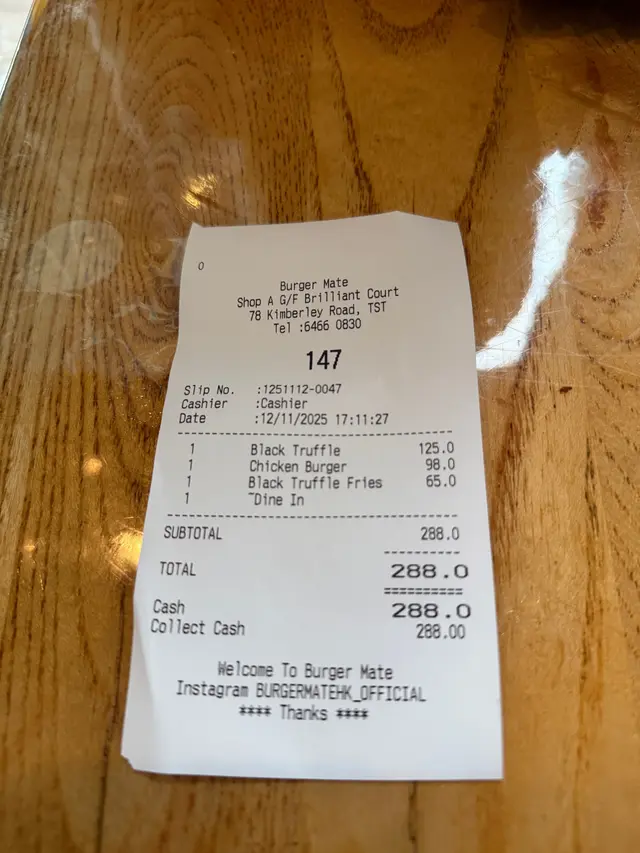 0
Burger Mate
Shop A G/F Brilliant Court
78 Kimberley Road, TST
Tel :6466 0830
147
Slip No. :1251112-0047
Cashier :Cashier
Date :12/11/2025 17:11:27
1 Black Truffle 125.0
1 Chicken Burger 98.0
1 Black Truffle Fries 65.0
1 ~Dine In
SUBTOTAL 288.0
TOTAL 288.0
Cash 288.0
Collect Cash 288.00
Welcome To Burger Mate
Instagram BURGERMATEHK_OFFICIAL
**** Thanks ****